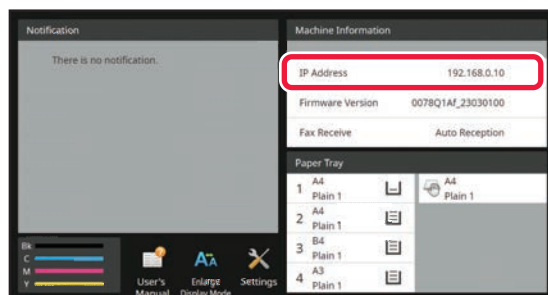 Notification
There is no notification.
Machine Information
IP Address 192.168.0.10
Firmware Version 0078Q1Af_23030100
Fax Receive Auto Reception
Paper Tray
1 A4
Plain 1
A4
Plain 1
2 A4
Plain 1
3 B4
Plain 1
4 A3
Plain 1
Bk
C
M
Y
User's
Manual
Enlarge
Display Mode
Settings